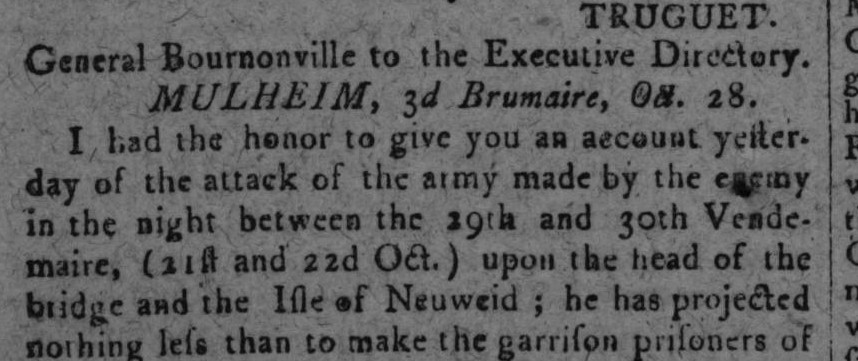 TRUGUET.
General Bournonville to the Executive Directory.
MULHEIM, 3d Brumaire, Oct. 28.
I had the honor to give you an account yeſter-
day of the attack of the army made by the enemy
in the night between the 29th and 30th Vende-
maire, (21ſt and 22d Oct.) upon the head of the
bridge and the Iſle of Neuweid ; he has projected
nothing leſs than to make the garriſon priſoners of